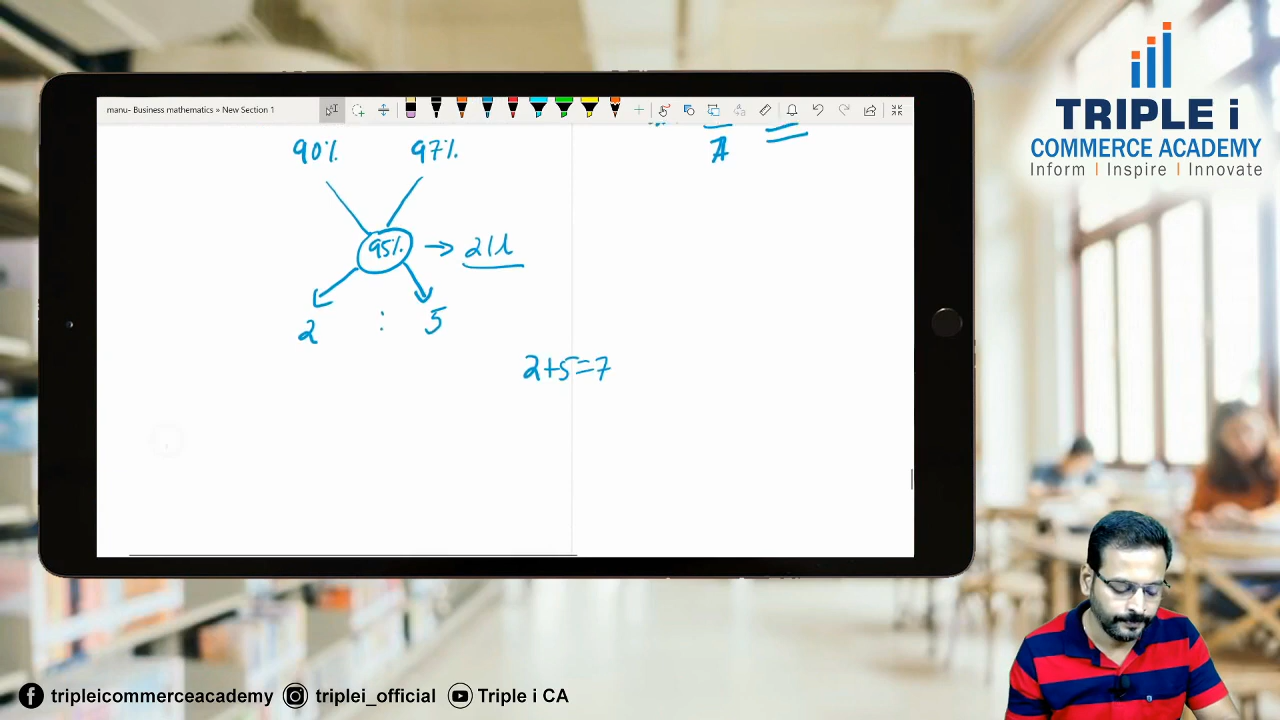 manu- Business mathematics » New Section 1
90% 97%
95% → 21l
2 : 5
2+5=7
A
TRIPLE i
COMMERCE ACADEMY
Inform | Inspire | Innovate
tripleicommerceacademy triplei_official Triple i CA